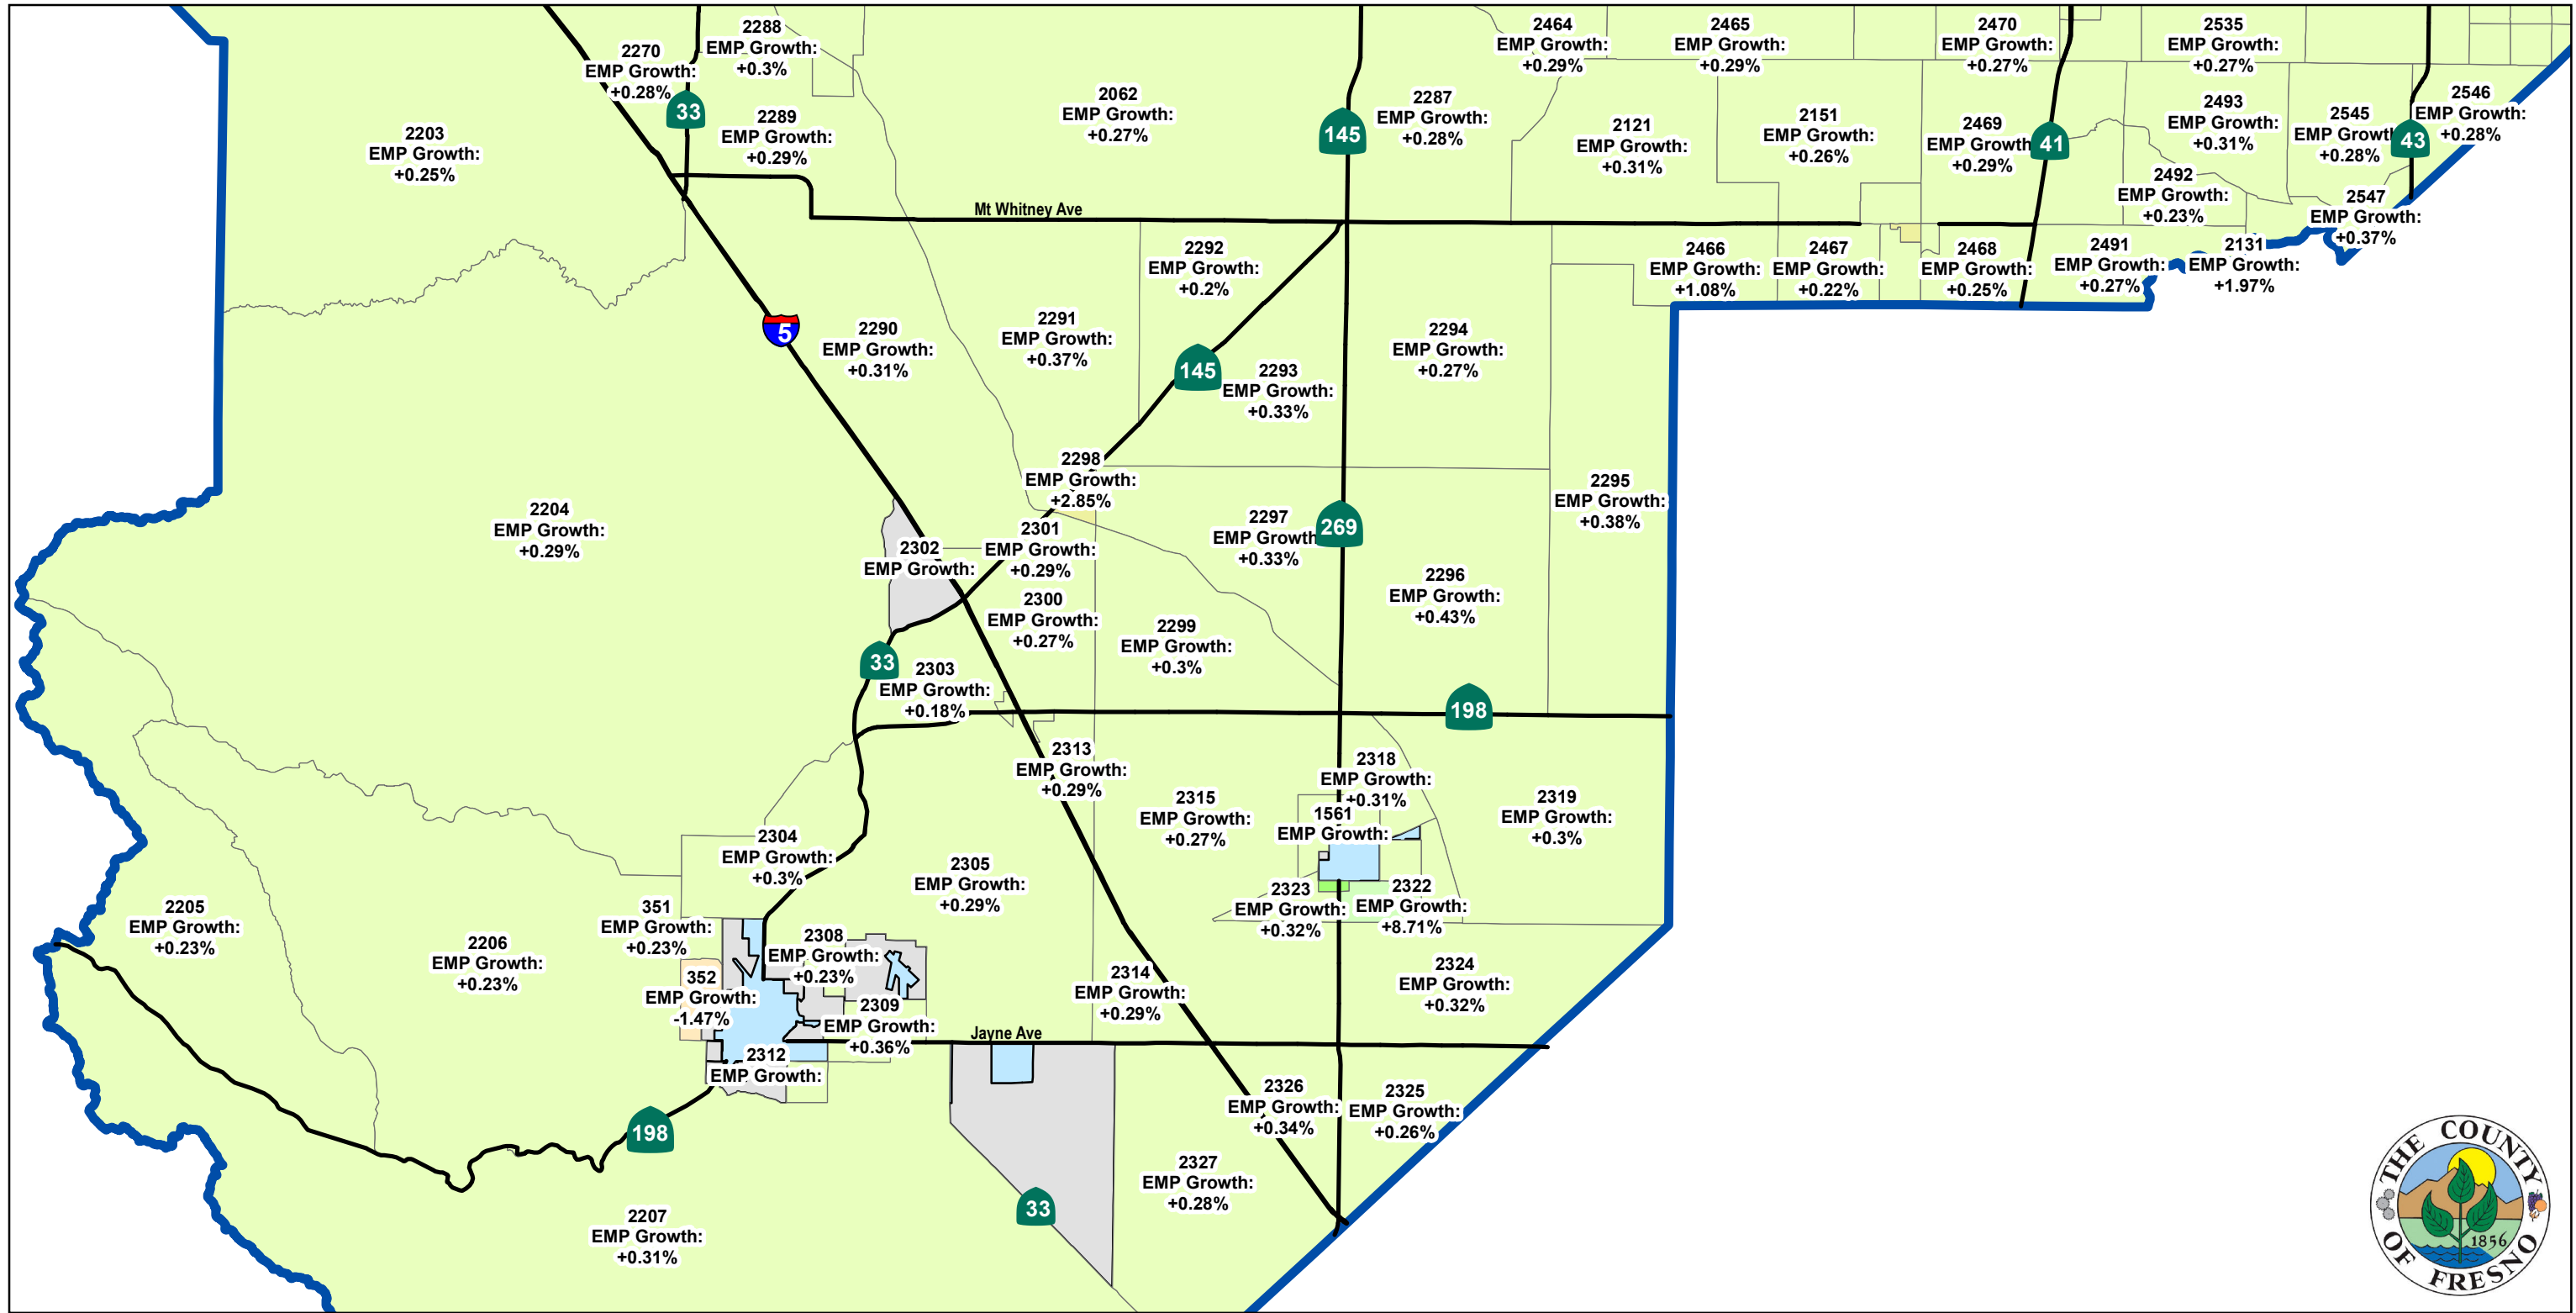 2270
EMP Growth:
+0.28%
2288
EMP Growth:
+0.3%
33
2289
EMP Growth:
+0.29%
2203
EMP Growth:
+0.25%
2062
EMP Growth:
+0.27%
145
2287
EMP Growth:
+0.28%
2464
EMP Growth:
+0.29%
2465
EMP Growth:
+0.29%
2470
EMP Growth:
+0.27%
2535
EMP Growth:
+0.27%
2121
EMP Growth:
+0.31%
2151
EMP Growth:
+0.26%
2469
EMP Growth
+0.29%
41
2493
EMP Growth:
+0.31%
2545
EMP Growth
+0.28%
43
2546
EMP Growth:
+0.28%
2492
EMP Growth:
+0.23%
2547
EMP Growth:
+0.37%
Mt Whitney Ave
2466
EMP Growth:
+1.08%
2467
EMP Growth:
+0.22%
2468
EMP Growth:
+0.25%
2491
EMP Growth:
+0.27%
2131
EMP Growth:
+1.97%
5
2290
EMP Growth:
+0.31%
2291
EMP Growth:
+0.37%
2292
EMP Growth:
+0.2%
145
2293
EMP Growth:
+0.33%
2294
EMP Growth:
+0.27%
2298
EMP Growth:
+2.85%
2295
EMP Growth:
+0.38%
2204
EMP Growth:
+0.29%
2302
EMP Growth:
2301
EMP Growth:
+0.29%
2297
EMP Growth
+0.33%
269
2296
EMP Growth:
+0.43%
2300
EMP Growth:
+0.27%
2299
EMP Growth:
+0.3%
33
2303
EMP Growth:
+0.18%
198
2313
EMP Growth:
+0.29%
2315
EMP Growth:
+0.27%
2318
EMP Growth:
+0.31%
1561
EMP Growth:
2319
EMP Growth:
+0.3%
2304
EMP Growth:
+0.3%
2305
EMP Growth:
+0.29%
2323
EMP Growth:
+0.32%
2322
EMP Growth:
+8.71%
2205
EMP Growth:
+0.23%
2206
EMP Growth:
+0.23%
351
EMP Growth:
+0.23%
2308
EMP Growth:
+0.23%
352
EMP Growth:
-1.47%
2309
EMP Growth:
+0.36%
2314
EMP Growth:
+0.29%
2324
EMP Growth:
+0.32%
Jayne Ave
2312
EMP Growth:
198
2326
EMP Growth:
+0.34%
2325
EMP Growth:
+0.26%
2327
EMP Growth:
+0.28%
33
2207
EMP Growth:
+0.31%
THE COUNTY
1856
OF FRESNO